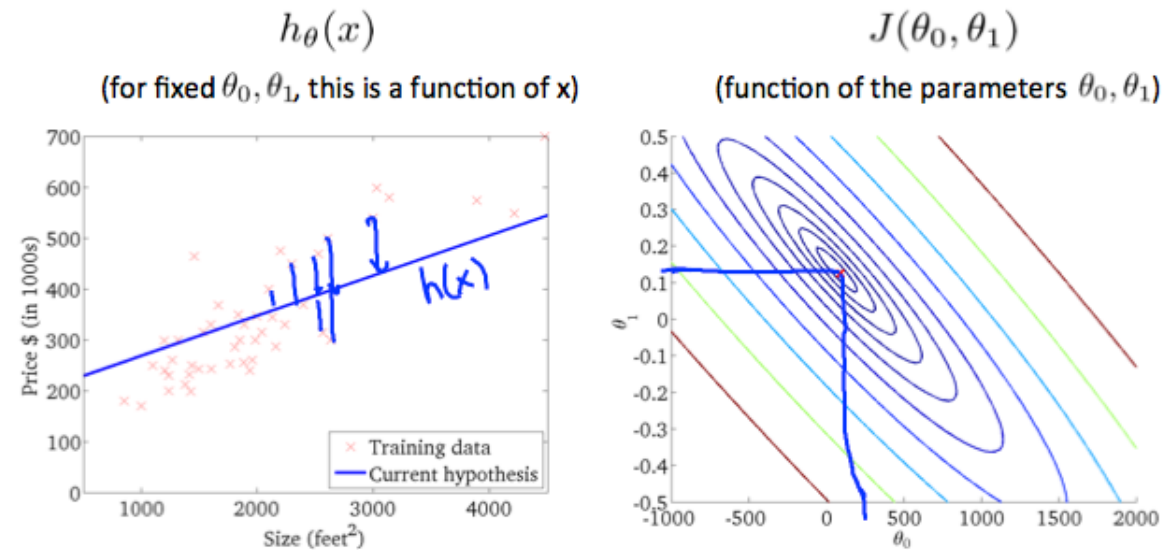 hθ(x)
(for fixed θ0, θ1, this is a function of x)
700
600
500
400
300
200
100
0
Price $ (in 1000s)
h(x)
Training data
Current hypothesis
1000 2000 3000 4000
Size (feet²)
J(θ0, θ1)
(function of the parameters θ0, θ1)
0.5
0.4
0.3
0.2
0.1
0
-0.1
-0.2
-0.3
-0.4
-0.5
θ1
-1000 -500 0 500 1000 1500 2000
θ0